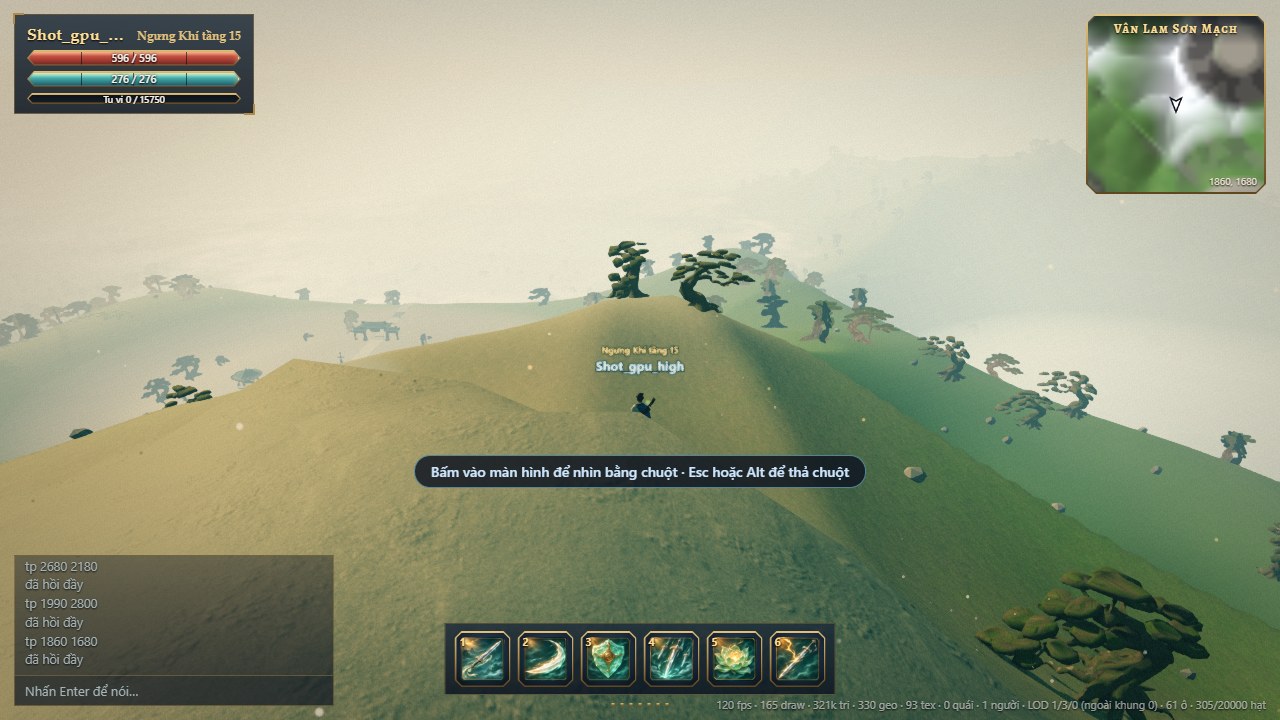 Shot_gpu_... Ngưng Khí tầng 15
596 / 596
276 / 276
Tu vi 0 / 15750
Vân Lam Sơn Mạch
1860, 1680
Ngưng Khí tầng 15
Shot_gpu_high
Bấm vào màn hình để nhìn bằng chuột · Esc hoặc Alt để thả chuột
tp 2680 2180
đã hồi đầy
tp 1990 2800
đã hồi đầy
tp 1860 1680
đã hồi đầy
Nhấn Enter để nói...
1 2 3 4 5 6
120 fps · 165 draw · 321k tri · 330 geo · 93 tex · 0 quái · 1 người · LOD 1/3/0 (ngoài khung 0) · 61 ô · 305/20000 hạt